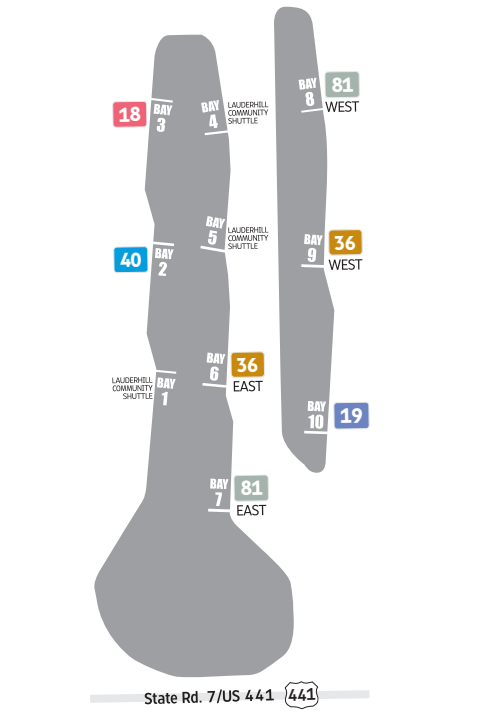 BAY
8
81
WEST
18
BAY
3
BAY
4
LAUDERHILL
COMMUNITY
SHUTTLE
BAY
5
LAUDERHILL
COMMUNITY
SHUTTLE
40
BAY
2
BAY
9
36
WEST
BAY
6
36
EAST
LAUDERHILL
COMMUNITY
SHUTTLE
BAY
1
BAY
10
19
BAY
7
81
EAST
State Rd. 7/US 441
441